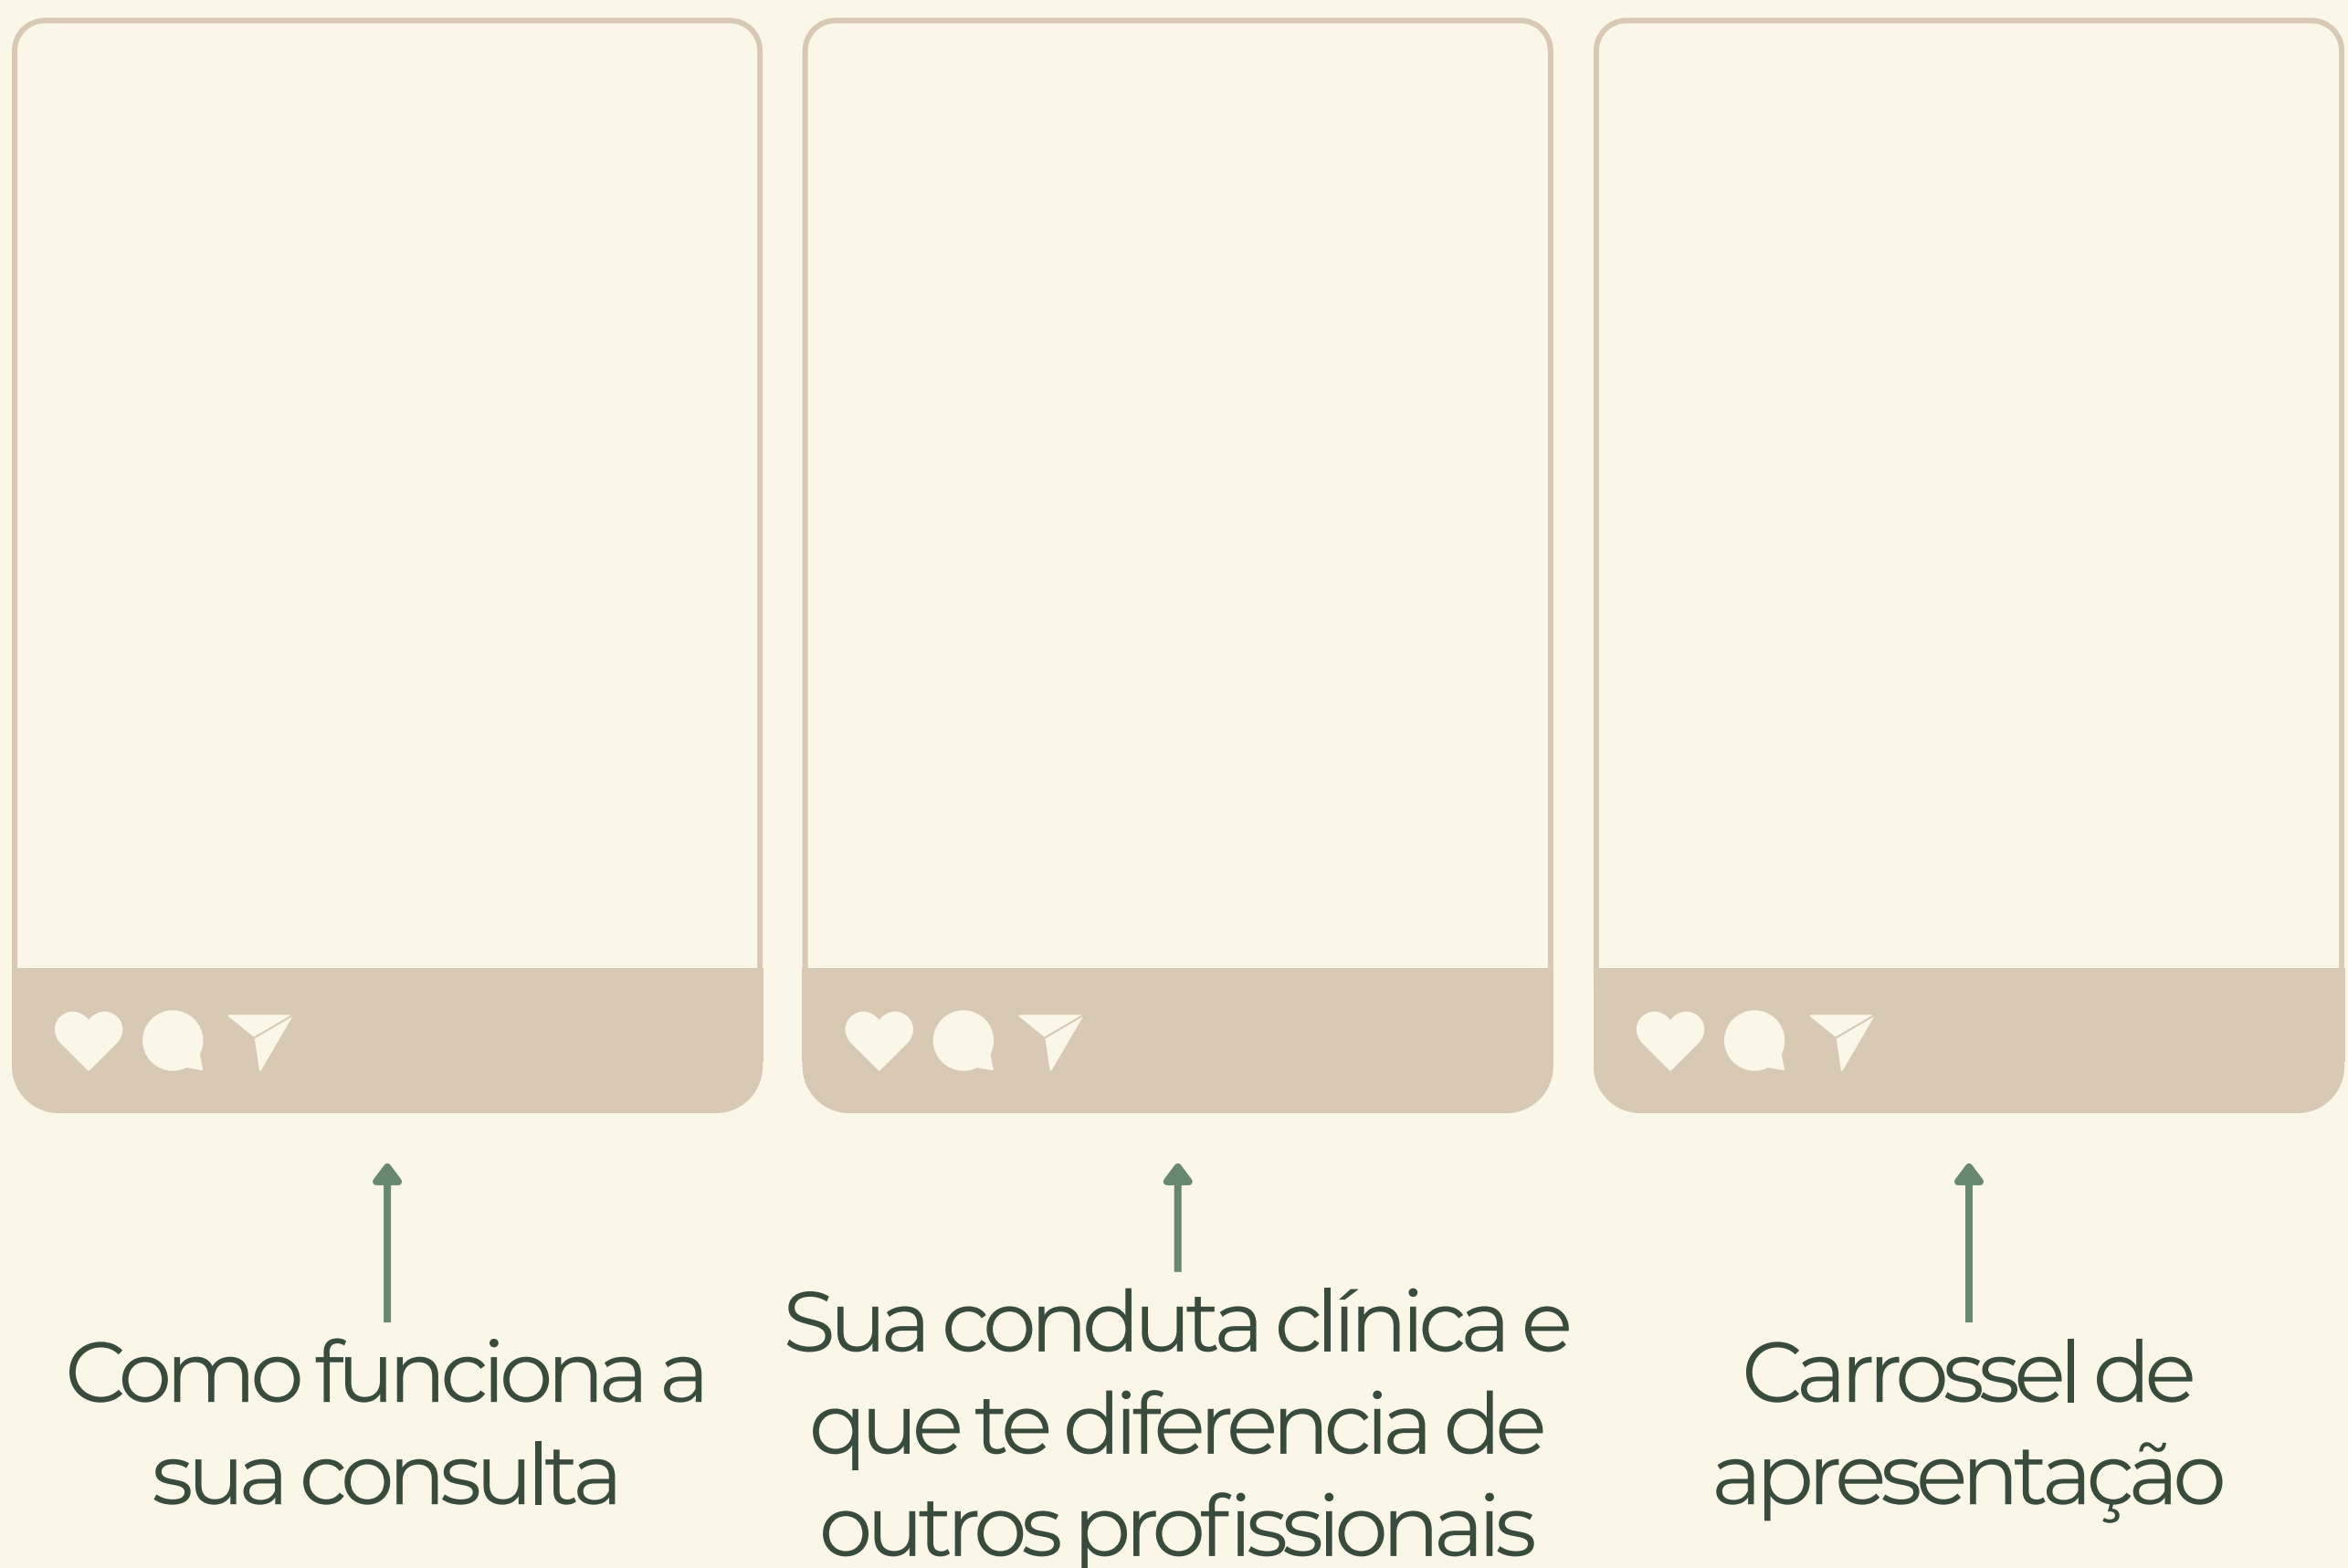 Como funciona a
sua consulta
Sua conduta clínica e
que te diferencia de
outros profissionais
Carrossel de
apresentação